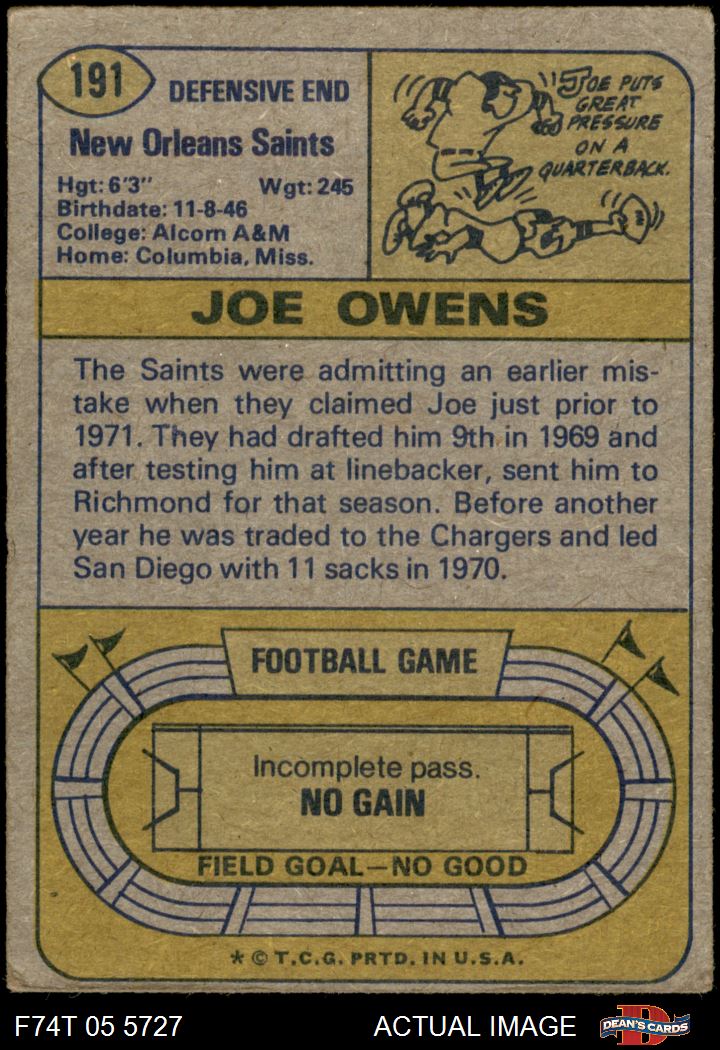 191
DEFENSIVE END
New Orleans Saints
Hgt: 6'3" Wgt: 245
Birthdate: 11-8-46
College: Alcorn A&M
Home: Columbia, Miss.
JOE PUTS
GREAT
PRESSURE
ON A
QUARTERBACK.
JOE OWENS
The Saints were admitting an earlier mis-
take when they claimed Joe just prior to
1971. They had drafted him 9th in 1969 and
after testing him at linebacker, sent him to
Richmond for that season. Before another
year he was traded to the Chargers and led
San Diego with 11 sacks in 1970.
FOOTBALL GAME
Incomplete pass.
NO GAIN
FIELD GOAL—NO GOOD
* © T.C.G. PRTD. IN U.S.A.
F74T 05 5727 ACTUAL IMAGE D DEAN'S CARDS